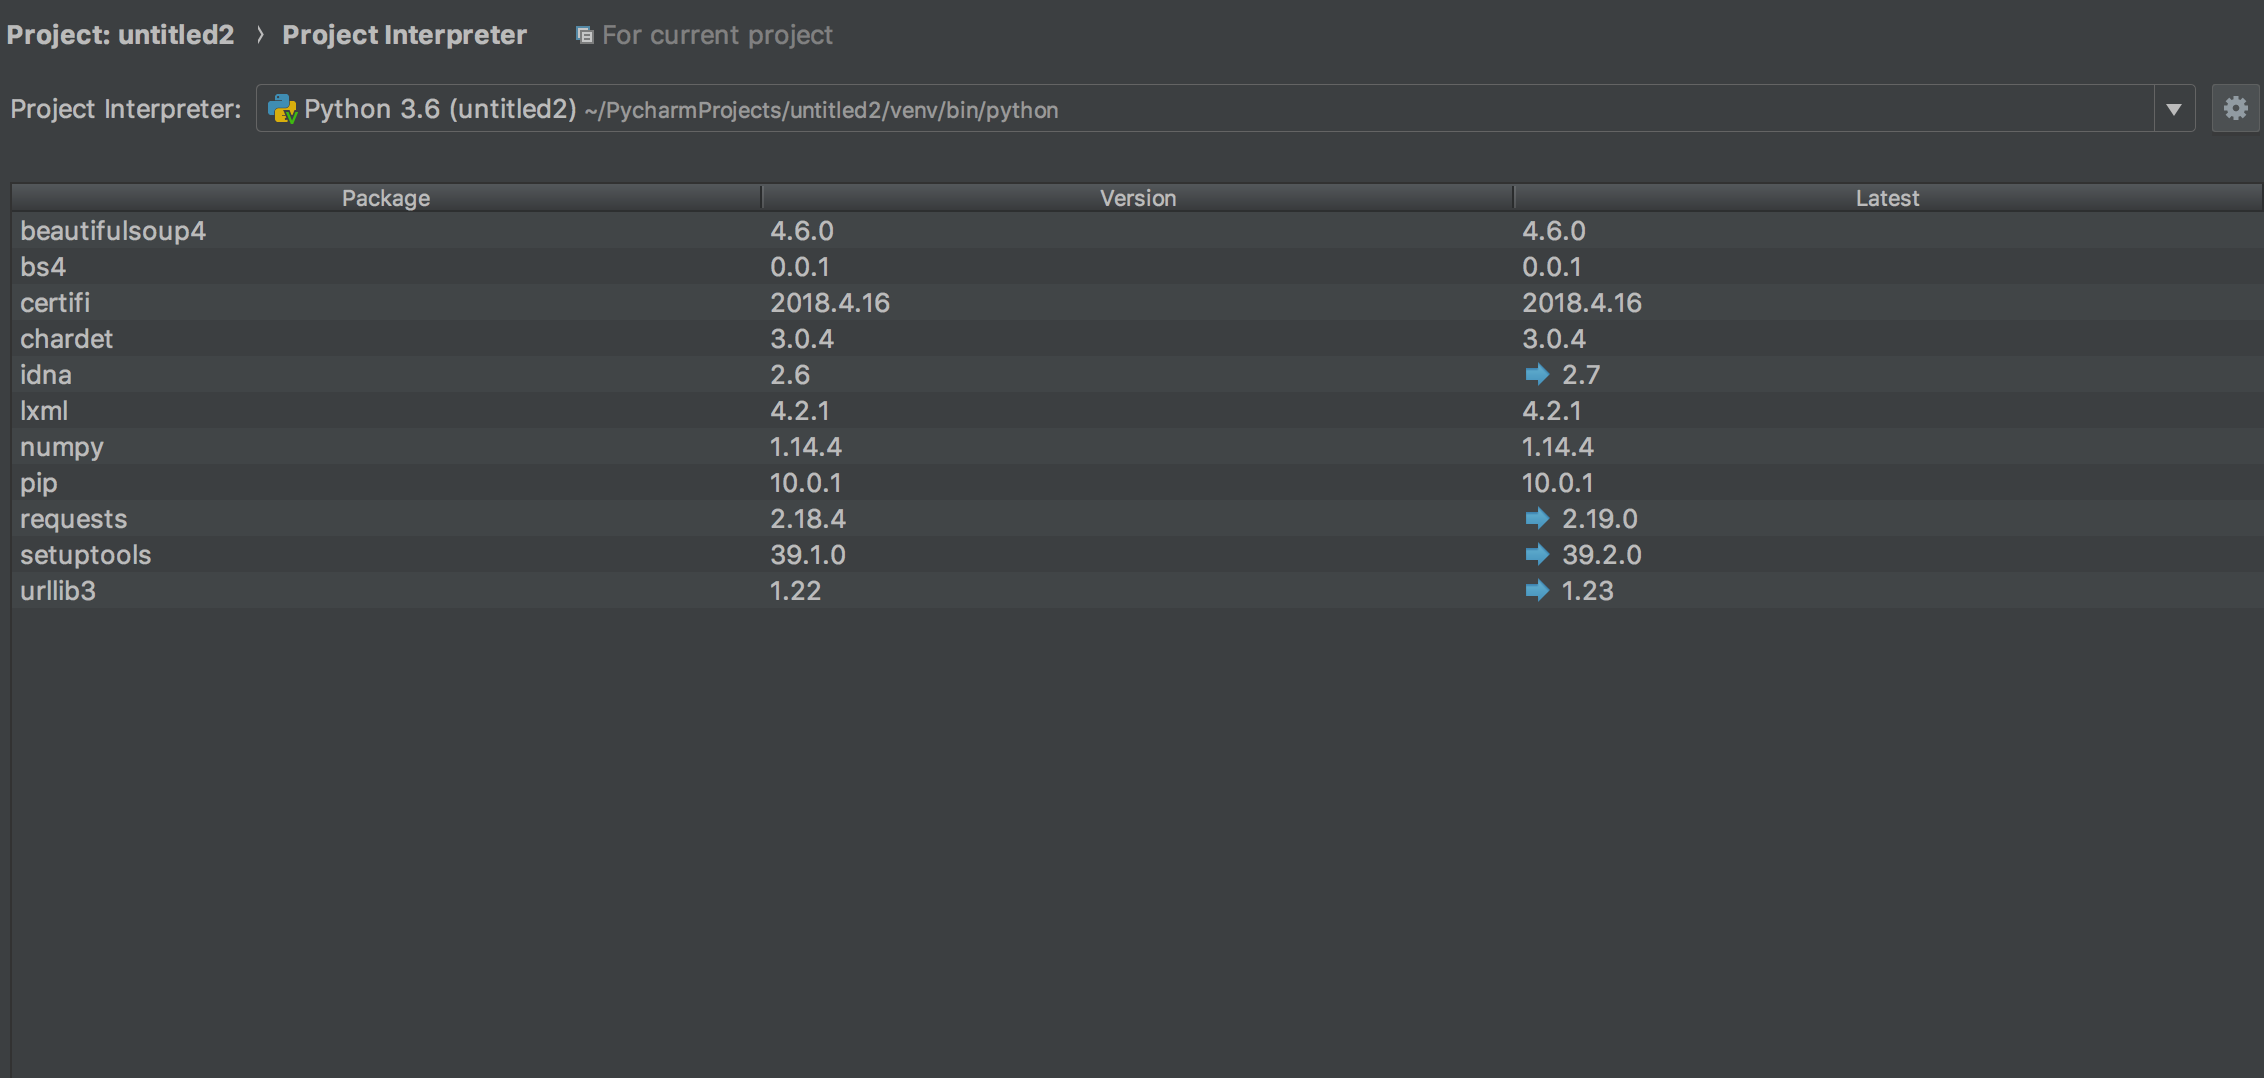 Project: untitled2 › Project Interpreter For current project
Project Interpreter: Python 3.6 (untitled2) ~/PycharmProjects/untitled2/venv/bin/python
Package Version Latest
beautifulsoup4 4.6.0 4.6.0
bs4 0.0.1 0.0.1
certifi 2018.4.16 2018.4.16
chardet 3.0.4 3.0.4
idna 2.6 2.7
lxml 4.2.1 4.2.1
numpy 1.14.4 1.14.4
pip 10.0.1 10.0.1
requests 2.18.4 2.19.0
setuptools 39.1.0 39.2.0
urllib3 1.22 1.23